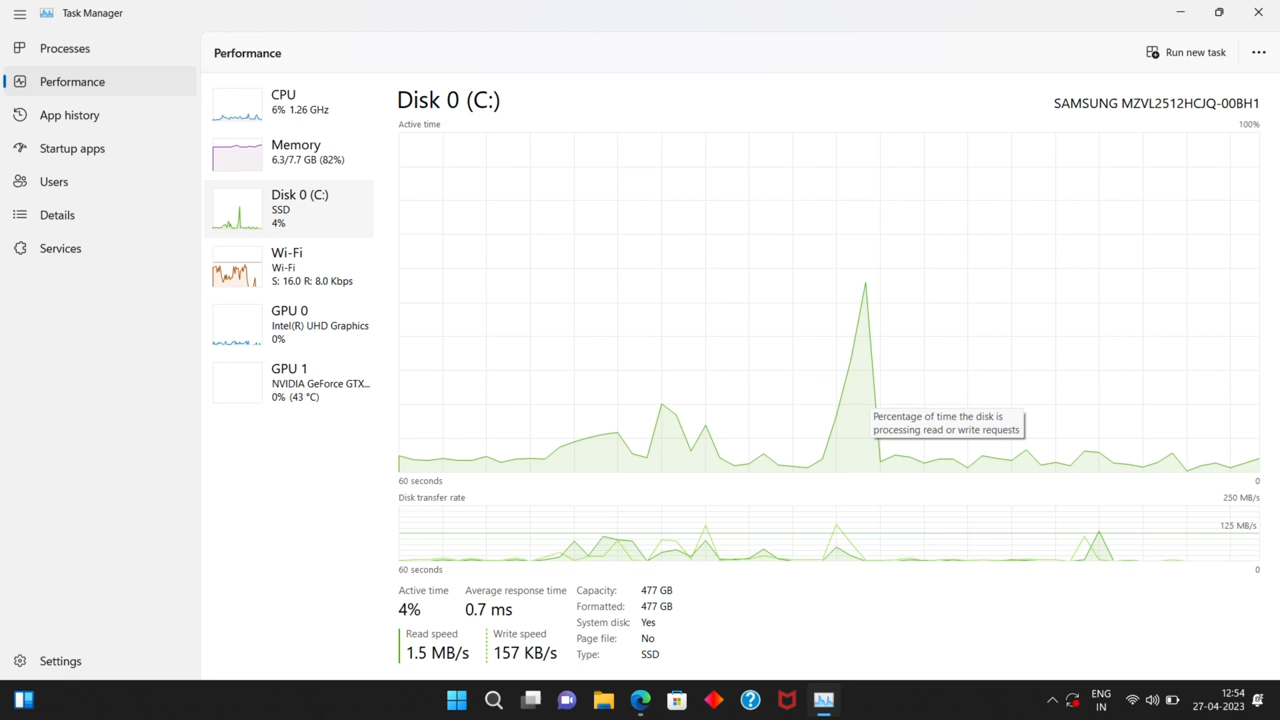 Task Manager
Processes
Performance
App history
Startup apps
Users
Details
Services
Settings
Performance
Run new task
CPU
6% 1.26 GHz
Memory
6.3/7.7 GB (82%)
Disk 0 (C:)
SSD
4%
Wi-Fi
Wi-Fi
S: 16.0 R: 8.0 Kbps
GPU 0
Intel(R) UHD Graphics
0%
GPU 1
NVIDIA GeForce GTX...
0% (43 °C)
Disk 0 (C:)
SAMSUNG MZVL2512HCJQ-00BH1
Active time 100%
Percentage of time the disk is
processing read or write requests
60 seconds 0
Disk transfer rate 250 MB/s
125 MB/s
60 seconds 0
Active time
4%
Average response time
0.7 ms
Read speed
1.5 MB/s
Write speed
157 KB/s
Capacity: 477 GB
Formatted: 477 GB
System disk: Yes
Page file: No
Type: SSD
ENG
IN
12:54
27-04-2023